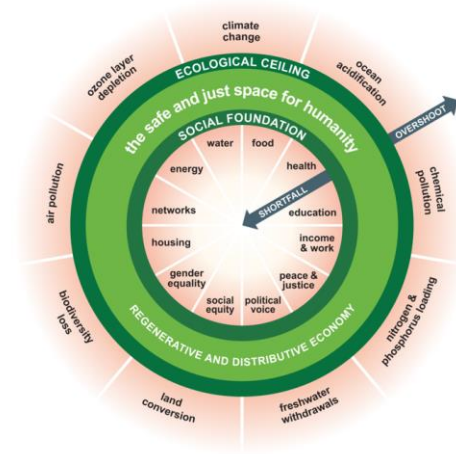 climate
change
ozone layer
depletion
ocean
acidification
ECOLOGICAL CEILING
the safe and just space for humanity
OVERSHOOT
SOCIAL FOUNDATION
water
food
energy
health
SHORTFALL
air pollution
chemical
pollution
networks
education
housing
income
& work
gender
equality
peace &
justice
social
equity
political
voice
biodiversity
loss
nitrogen &
phosphorus loading
REGENERATIVE AND DISTRIBUTIVE ECONOMY
land
conversion
freshwater
withdrawals